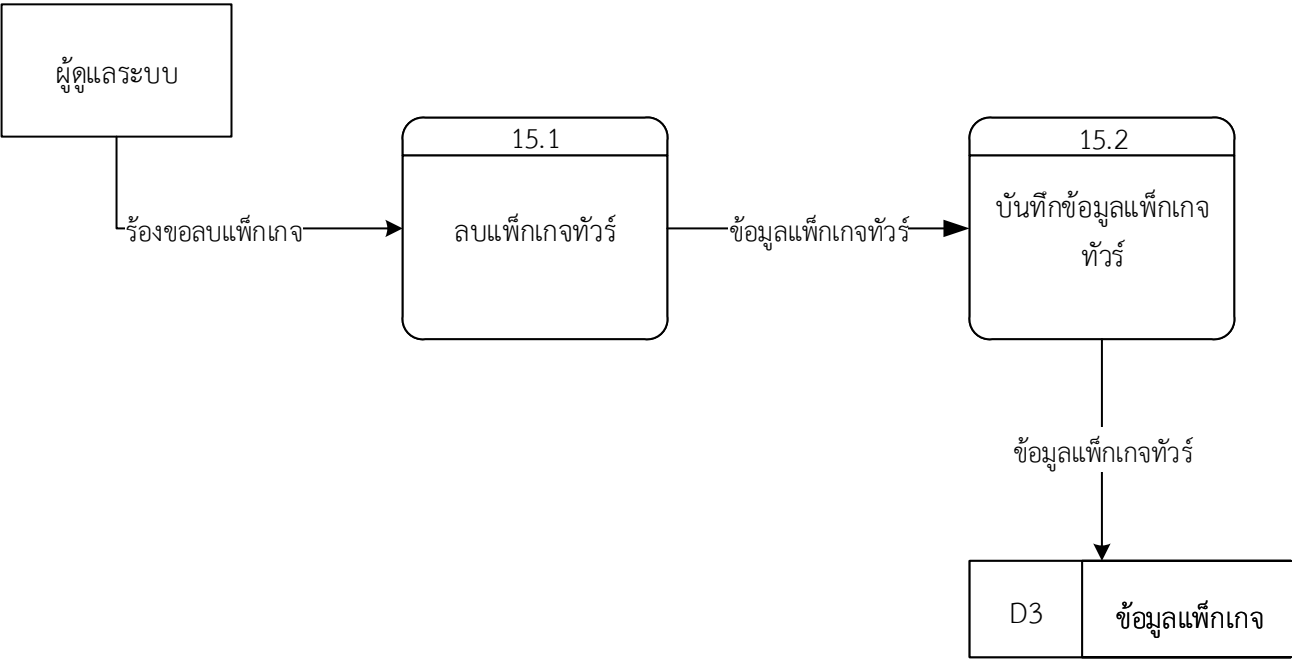 ผู้ดูแลระบบ
15.1
15.2
ร้องขอลบแพ็กเกจ
ลบแพ็กเกจทัวร์
ข้อมูลแพ็กเกจทัวร์
บันทึกข้อมูลแพ็กเกจ
ทัวร์
ข้อมูลแพ็กเกจทัวร์
D3
ข้อมูลแพ็กเกจ